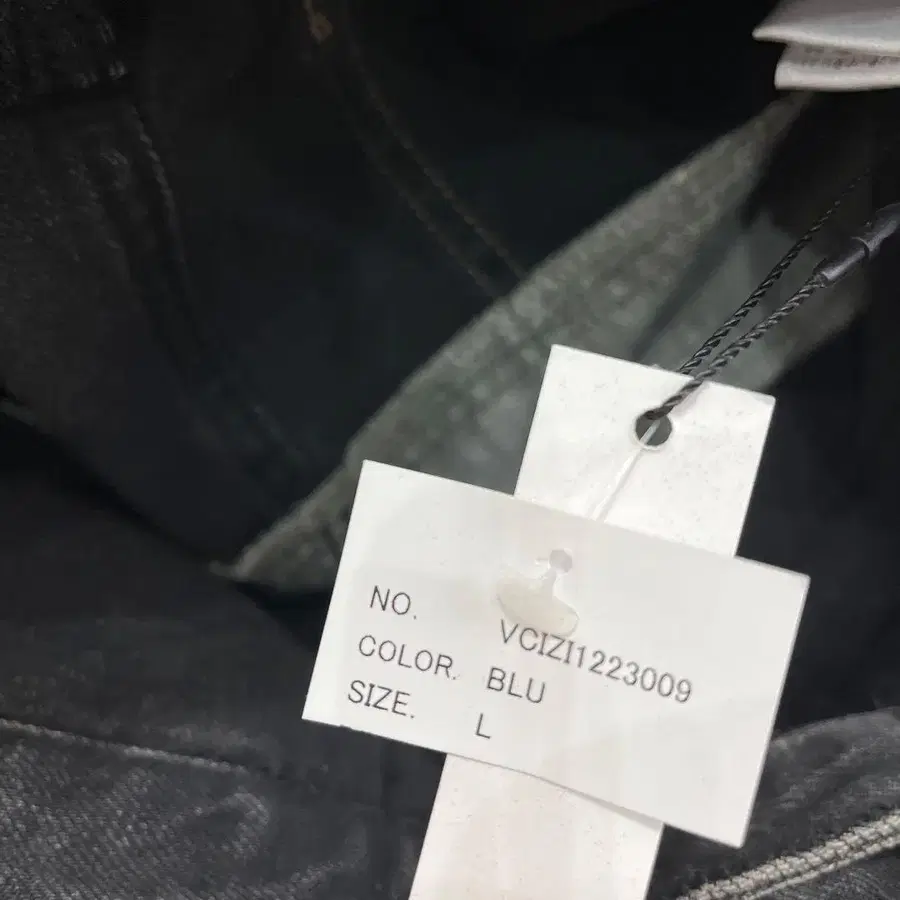 NO. VCIZI1223009
COLOR. BLU
SIZE. L